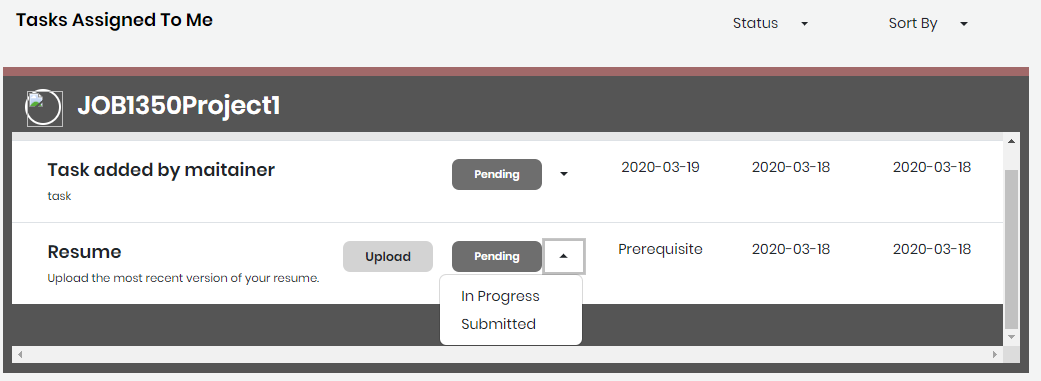 Tasks Assigned To Me
Status
Sort By
JOB1350Project1
Task added by maitainer
Pending
2020-03-19
2020-03-18
2020-03-18
task
Resume
Upload
Pending
Prerequisite
2020-03-18
2020-03-18
Upload the most recent version of your resume.
In Progress
Submitted